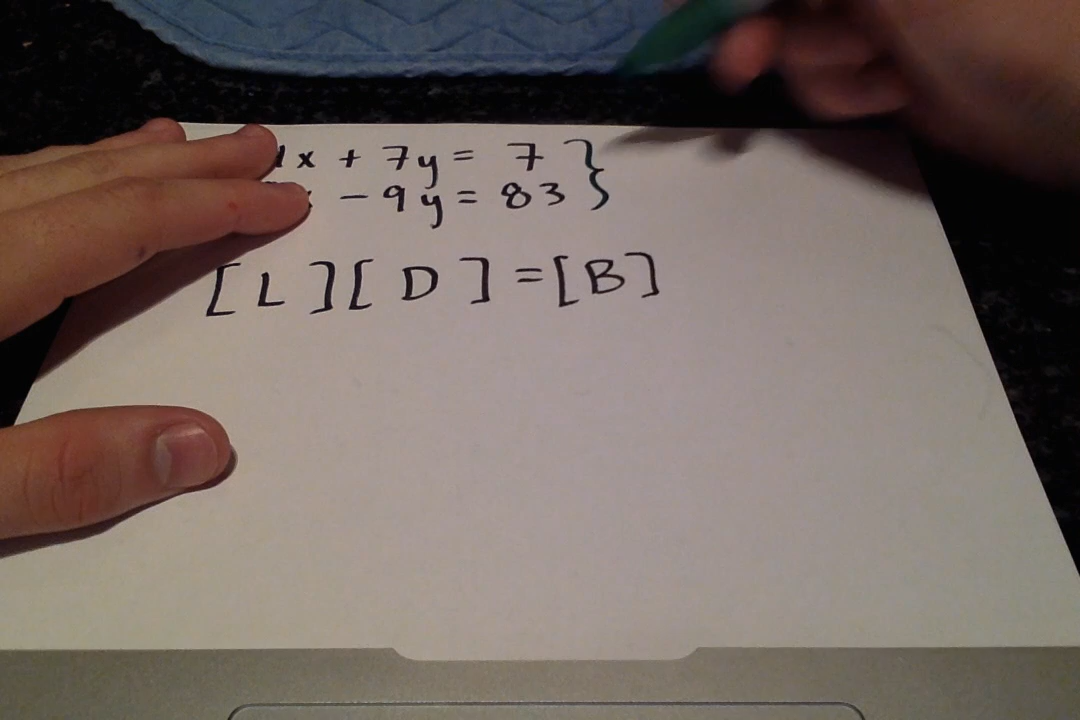 x + 7y = 7 }
- 9y = 83
[ L ] [ D ] = [ B ]